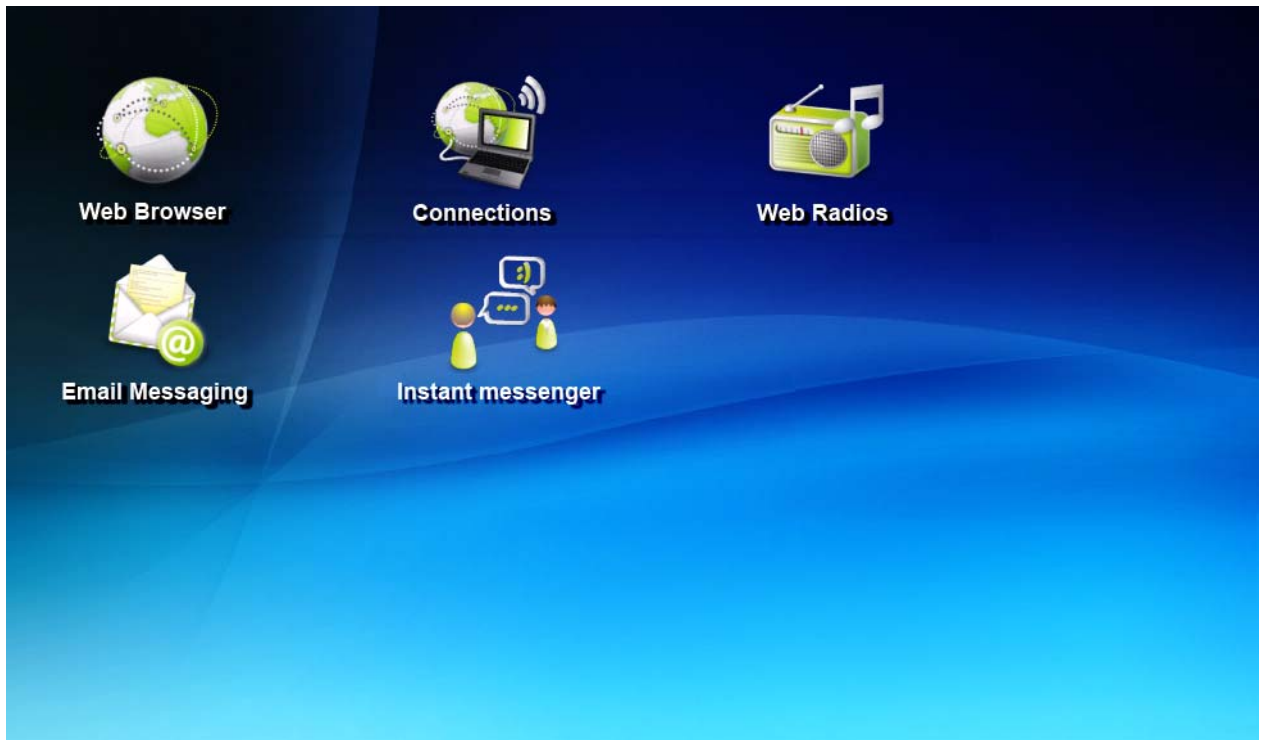 Web Browser
Connections
Web Radios
Email Messaging
Instant messenger